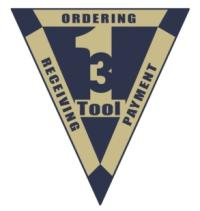 ORDERING
1
3
Tool
RECEIVING
PAYMENT